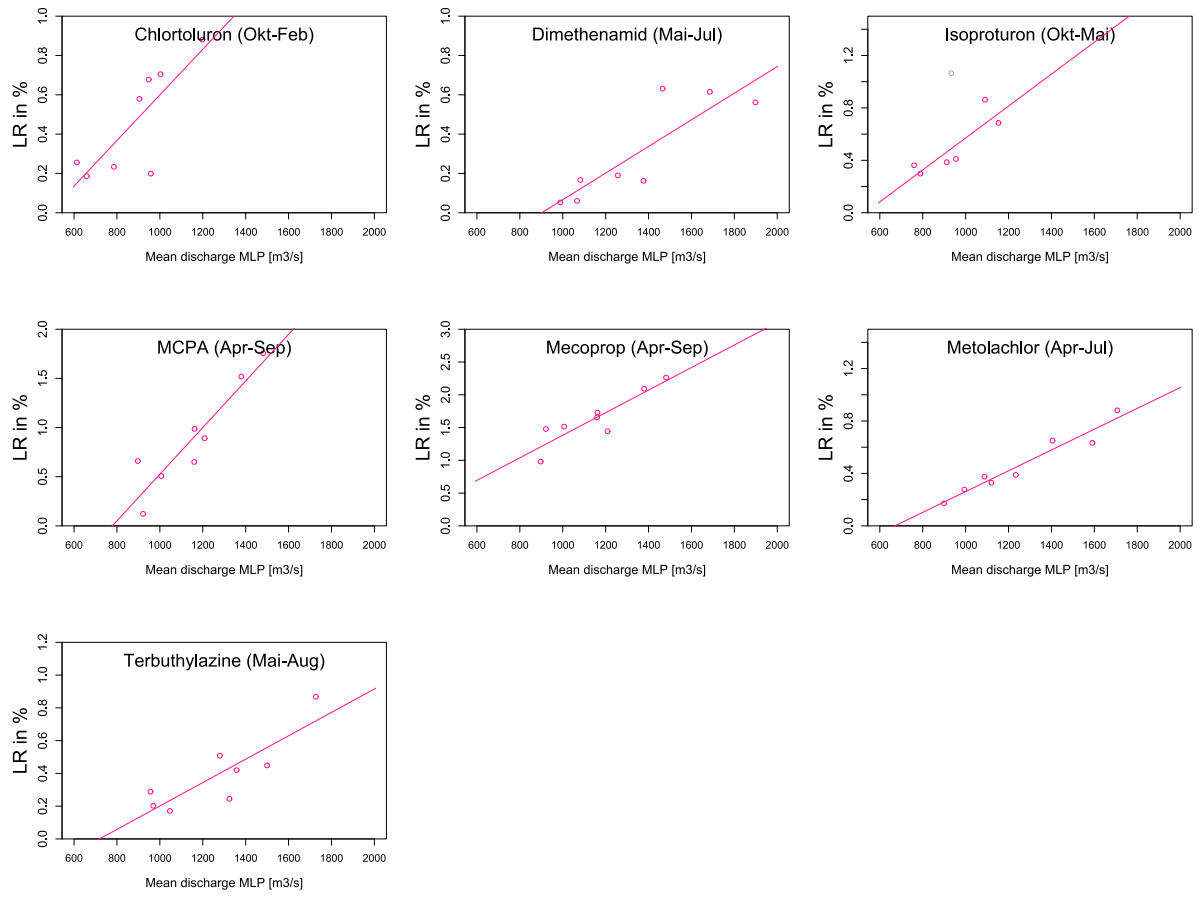 Chlortoluron (Okt-Feb)
LR in %
0.0 0.2 0.4 0.6 0.8 1.0
600 800 1000 1200 1400 1600 1800 2000
Mean discharge MLP [m3/s]
Dimethenamid (Mai-Jul)
LR in %
0.0 0.2 0.4 0.6 0.8 1.0
600 800 1000 1200 1400 1600 1800 2000
Mean discharge MLP [m3/s]
Isoproturon (Okt-Mai)
LR in %
0.0 0.4 0.8 1.2
600 800 1000 1200 1400 1600 1800 2000
Mean discharge MLP [m3/s]
MCPA (Apr-Sep)
LR in %
0.0 0.5 1.0 1.5 2.0
600 800 1000 1200 1400 1600 1800 2000
Mean discharge MLP [m3/s]
Mecoprop (Apr-Sep)
LR in %
0.0 0.5 1.0 1.5 2.0 2.5 3.0
600 800 1000 1200 1400 1600 1800 2000
Mean discharge MLP [m3/s]
Metolachlor (Apr-Jul)
LR in %
0.0 0.4 0.8 1.2
600 800 1000 1200 1400 1600 1800 2000
Mean discharge MLP [m3/s]
Terbuthylazine (Mai-Aug)
LR in %
0.0 0.2 0.4 0.6 0.8 1.0 1.2
600 800 1000 1200 1400 1600 1800 2000
Mean discharge MLP [m3/s]